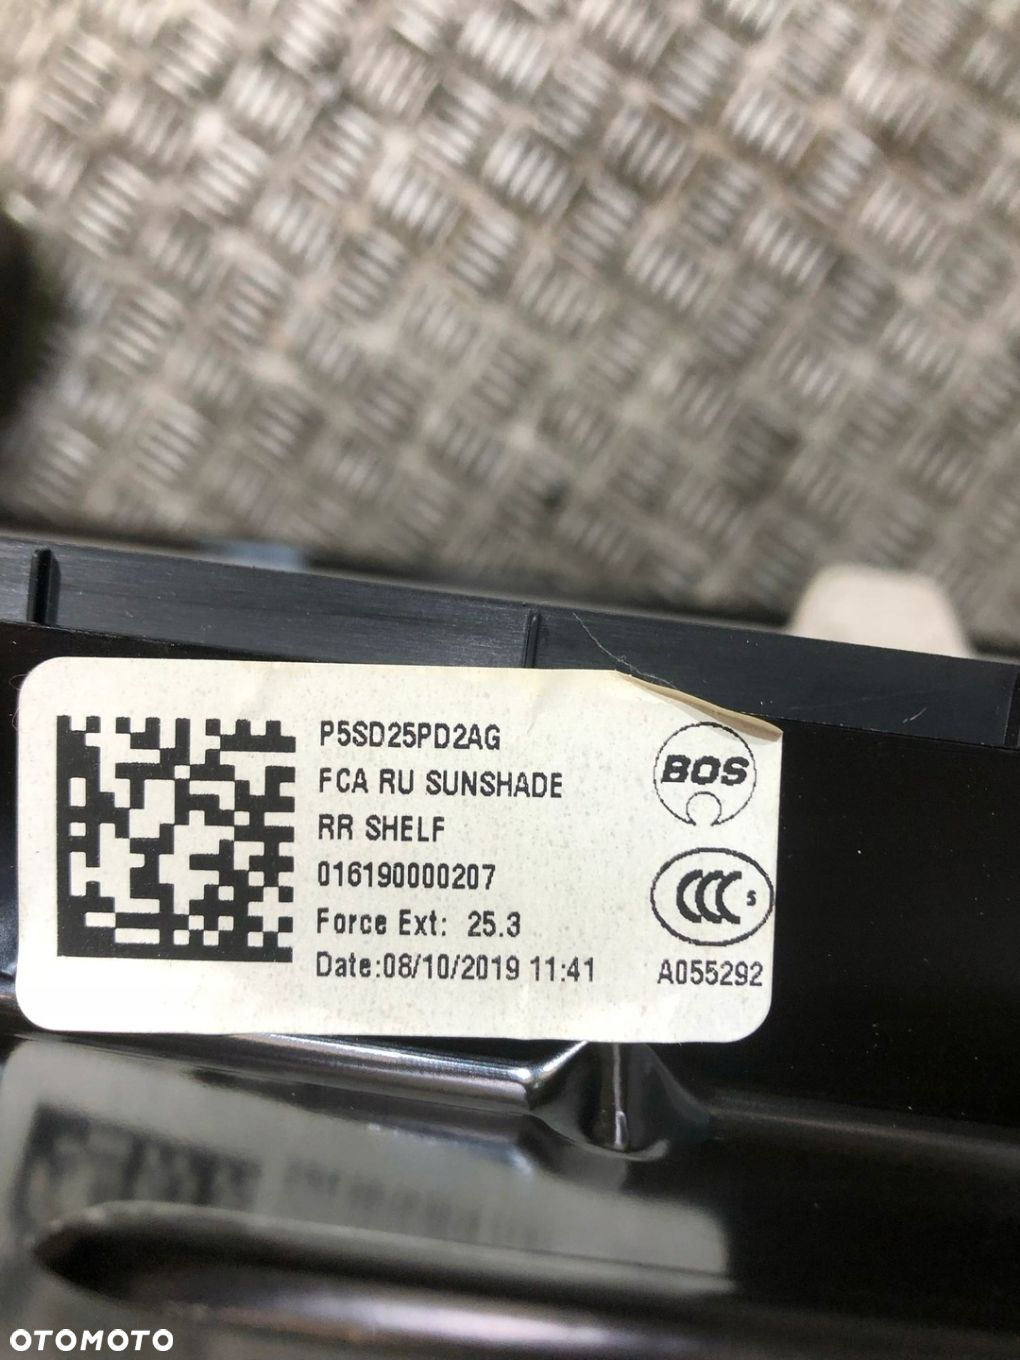 P5SD25PD2AG
FCA RU SUNSHADE
RR SHELF
016190000207
Force Ext: 25.3
Date:08/10/2019 11:41
BOS
CCC S
A055292
OTOMOTO